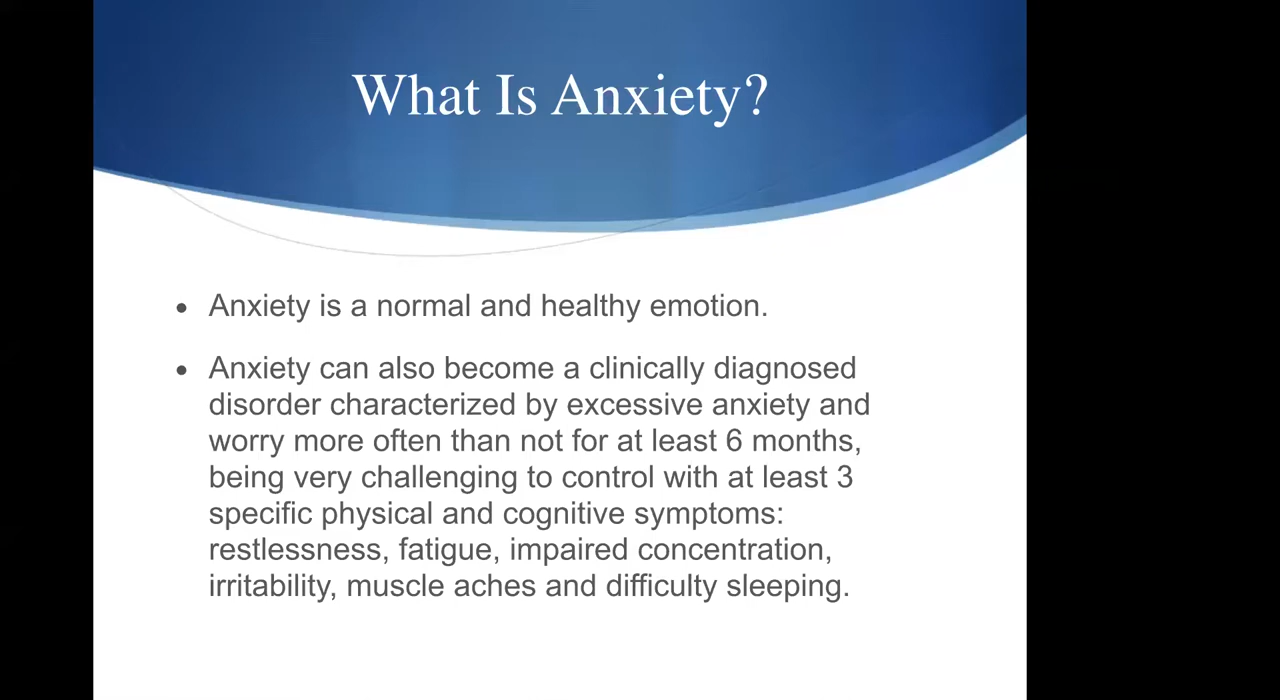 What Is Anxiety?
• Anxiety is a normal and healthy emotion.
• Anxiety can also become a clinically diagnosed
disorder characterized by excessive anxiety and
worry more often than not for at least 6 months,
being very challenging to control with at least 3
specific physical and cognitive symptoms:
restlessness, fatigue, impaired concentration,
irritability, muscle aches and difficulty sleeping.